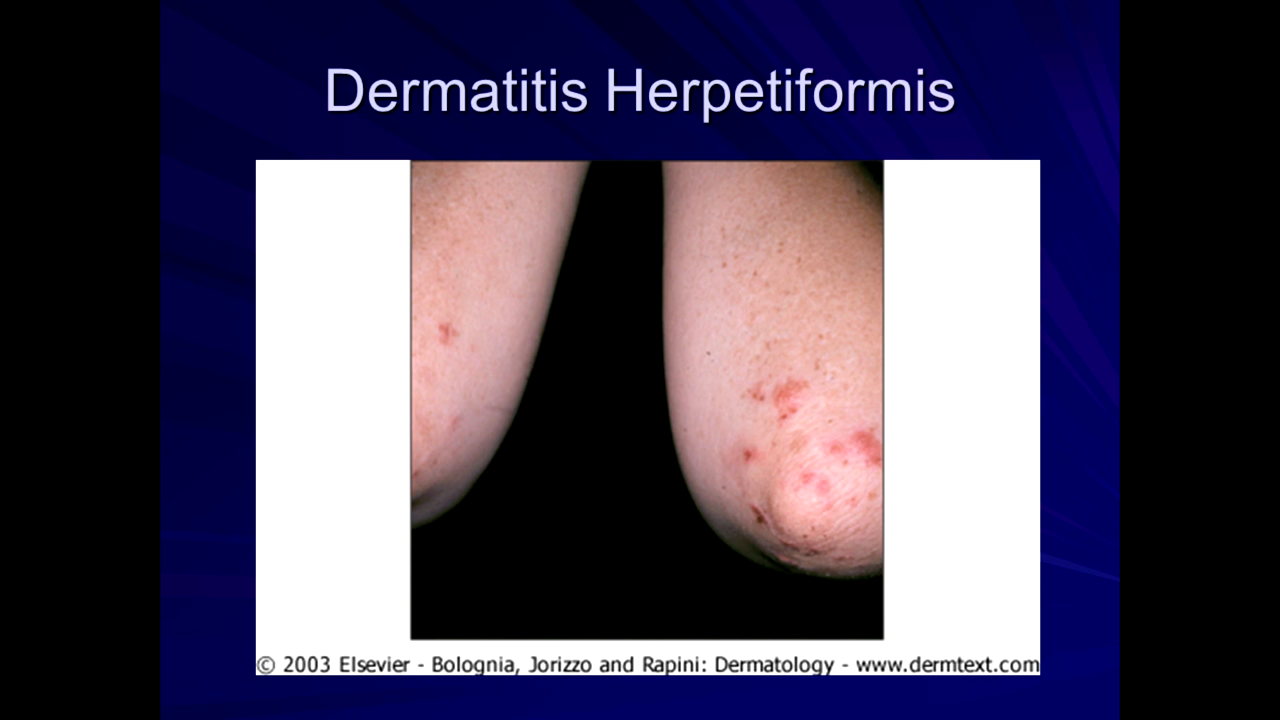 Dermatitis Herpetiformis
© 2003 Elsevier - Bolognia, Jorizzo and Rapini: Dermatology - www.dermtext.com